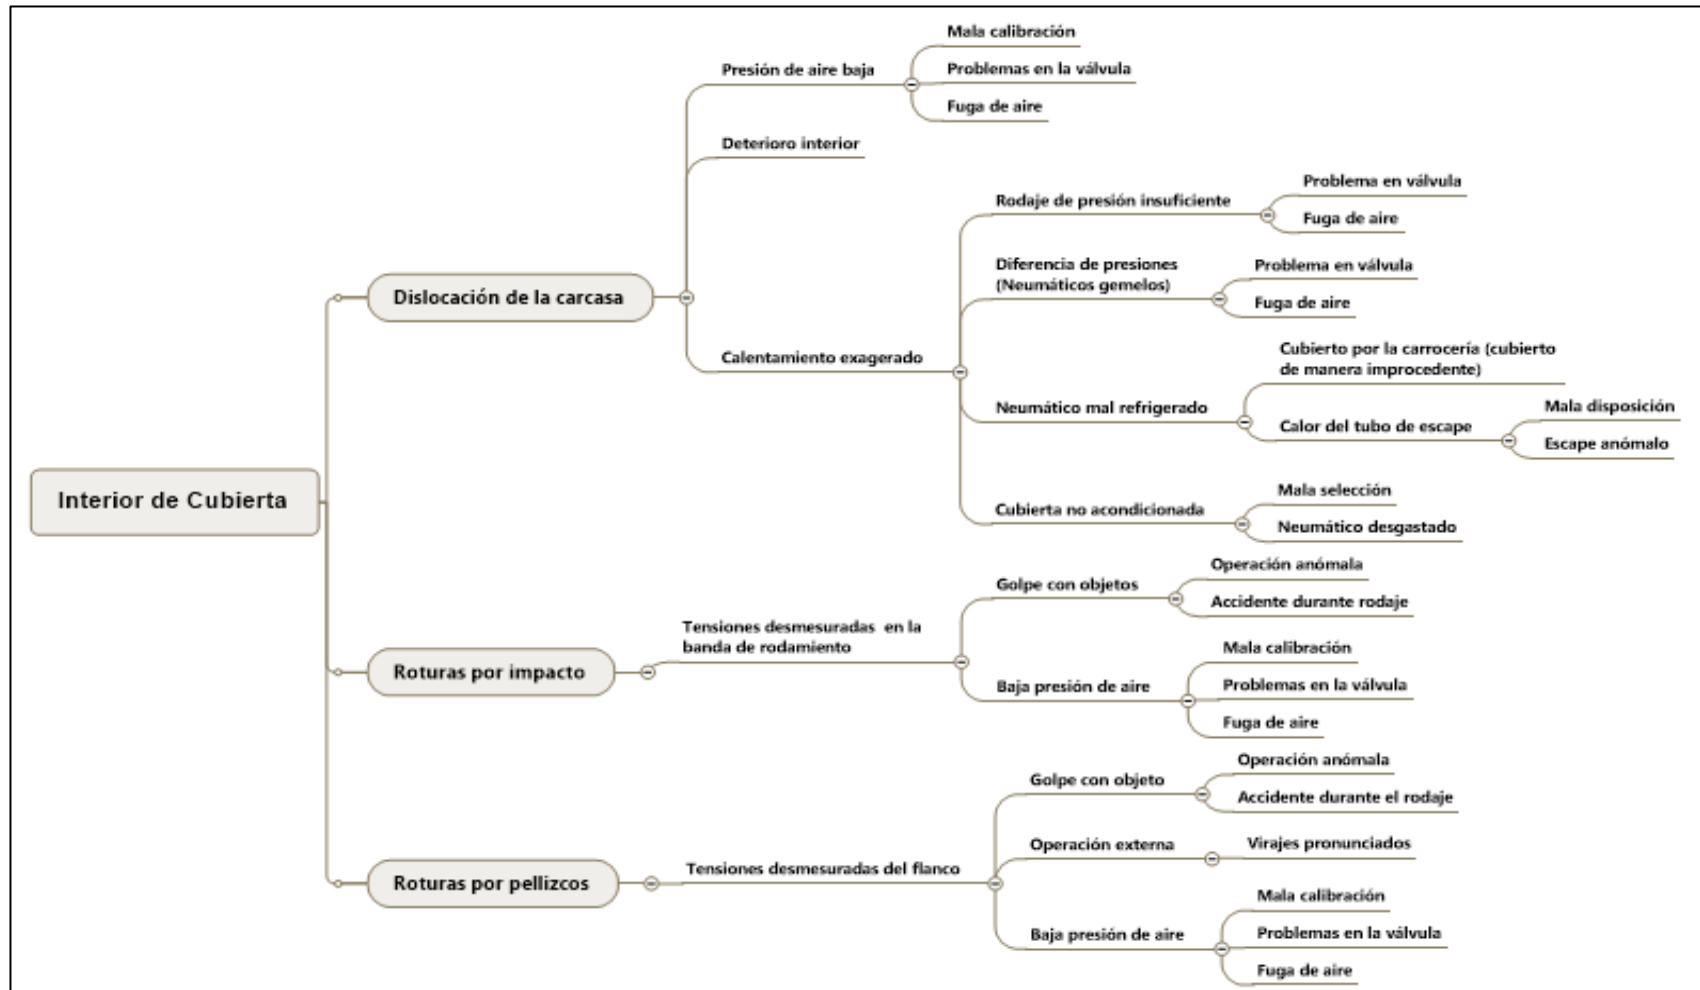 Mala calibración
Presión de aire baja
Problemas en la válvula
Fuga de aire
Deterioro interior
Problema en válvula
Rodaje de presión insuficiente
Fuga de aire
Diferencia de presiones
(Neumáticos gemelos)
Problema en válvula
Fuga de aire
Dislocación de la carcasa
Calentamiento exagerado
Cubierto por la carrocería (cubierto
de manera improcedente)
Neumático mal refrigerado
Calor del tubo de escape
Mala disposición
Escape anómalo
Interior de Cubierta
Cubierta no acondicionada
Mala selección
Neumático desgastado
Roturas por impacto
Tensiones desmesuradas  en la
banda de rodamiento
Golpe con objetos
Operación anómala
Accidente durante rodaje
Baja presión de aire
Mala calibración
Problemas en la válvula
Fuga de aire
Roturas por pellizcos
Tensiones desmesuradas del flanco
Golpe con objeto
Operación anómala
Accidente durante el rodaje
Operación externa
Virajes pronunciados
Baja presión de aire
Mala calibración
Problemas en la válvula
Fuga de aire